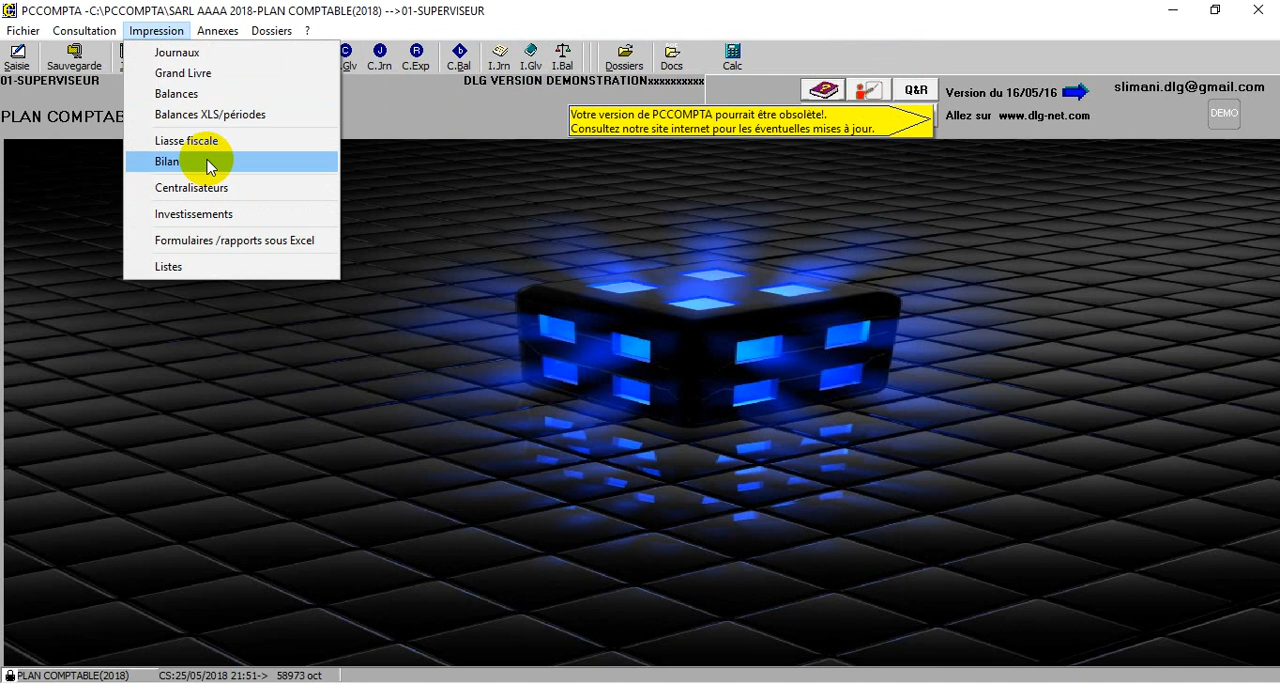 PCCOMPTA -C:\PCCOMPTA\SARL AAAA 2018-PLAN COMPTABLE(2018) -->01-SUPERVISEUR
Fichier Consultation Impression Annexes Dossiers ?
Saisie Sauvegarde .Glv C.Jrn C.Exp C.Bal I.Jrn I.Glv I.Bal Dossiers Docs Calc
01-SUPERVISEUR
DLG VERSION DEMONSTRATIONxxxxxxxxxx
PLAN COMPTAB
Votre version de PCCOMPTA pourrait être obsolète!.
Consultez notre site internet pour les éventuelles mises à jour.
Q&R
Version du 16/05/16
Allez sur www.dlg-net.com
slimani.dlg@gmail.com
DEMO
Journaux
Grand Livre
Balances
Balances XLS/périodes
Liasse fiscale
Bilan
Centralisateurs
Investissements
Formulaires /rapports sous Excel
Listes
PLAN COMPTABLE(2018) CS:25/05/2018 21:51-> 58973 oct